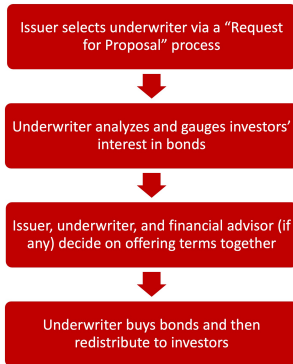 Issuer selects underwriter via a “Request
for Proposal” process
Underwriter analyzes and gauges investors’
interest in bonds
Issuer, underwriter, and financial advisor (if
any) decide on offering terms together
Underwriter buys bonds and then
redistribute to investors